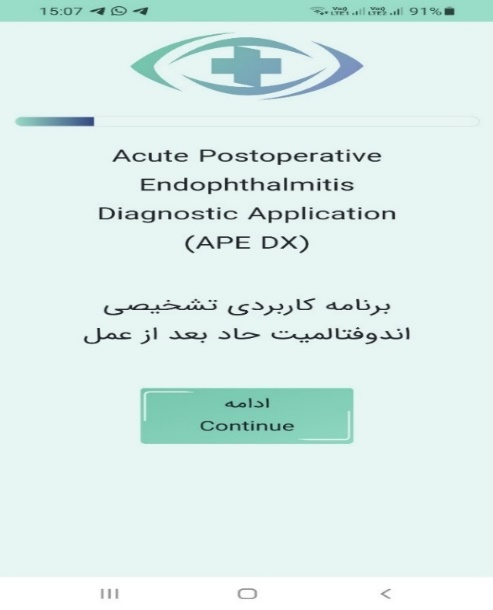 15:07 91%
Acute Postoperative
Endophthalmitis
Diagnostic Application
(APE DX)
برنامه کاربردی تشخیصی
اندوفتالمیت حاد بعد از عمل
ادامه
Continue